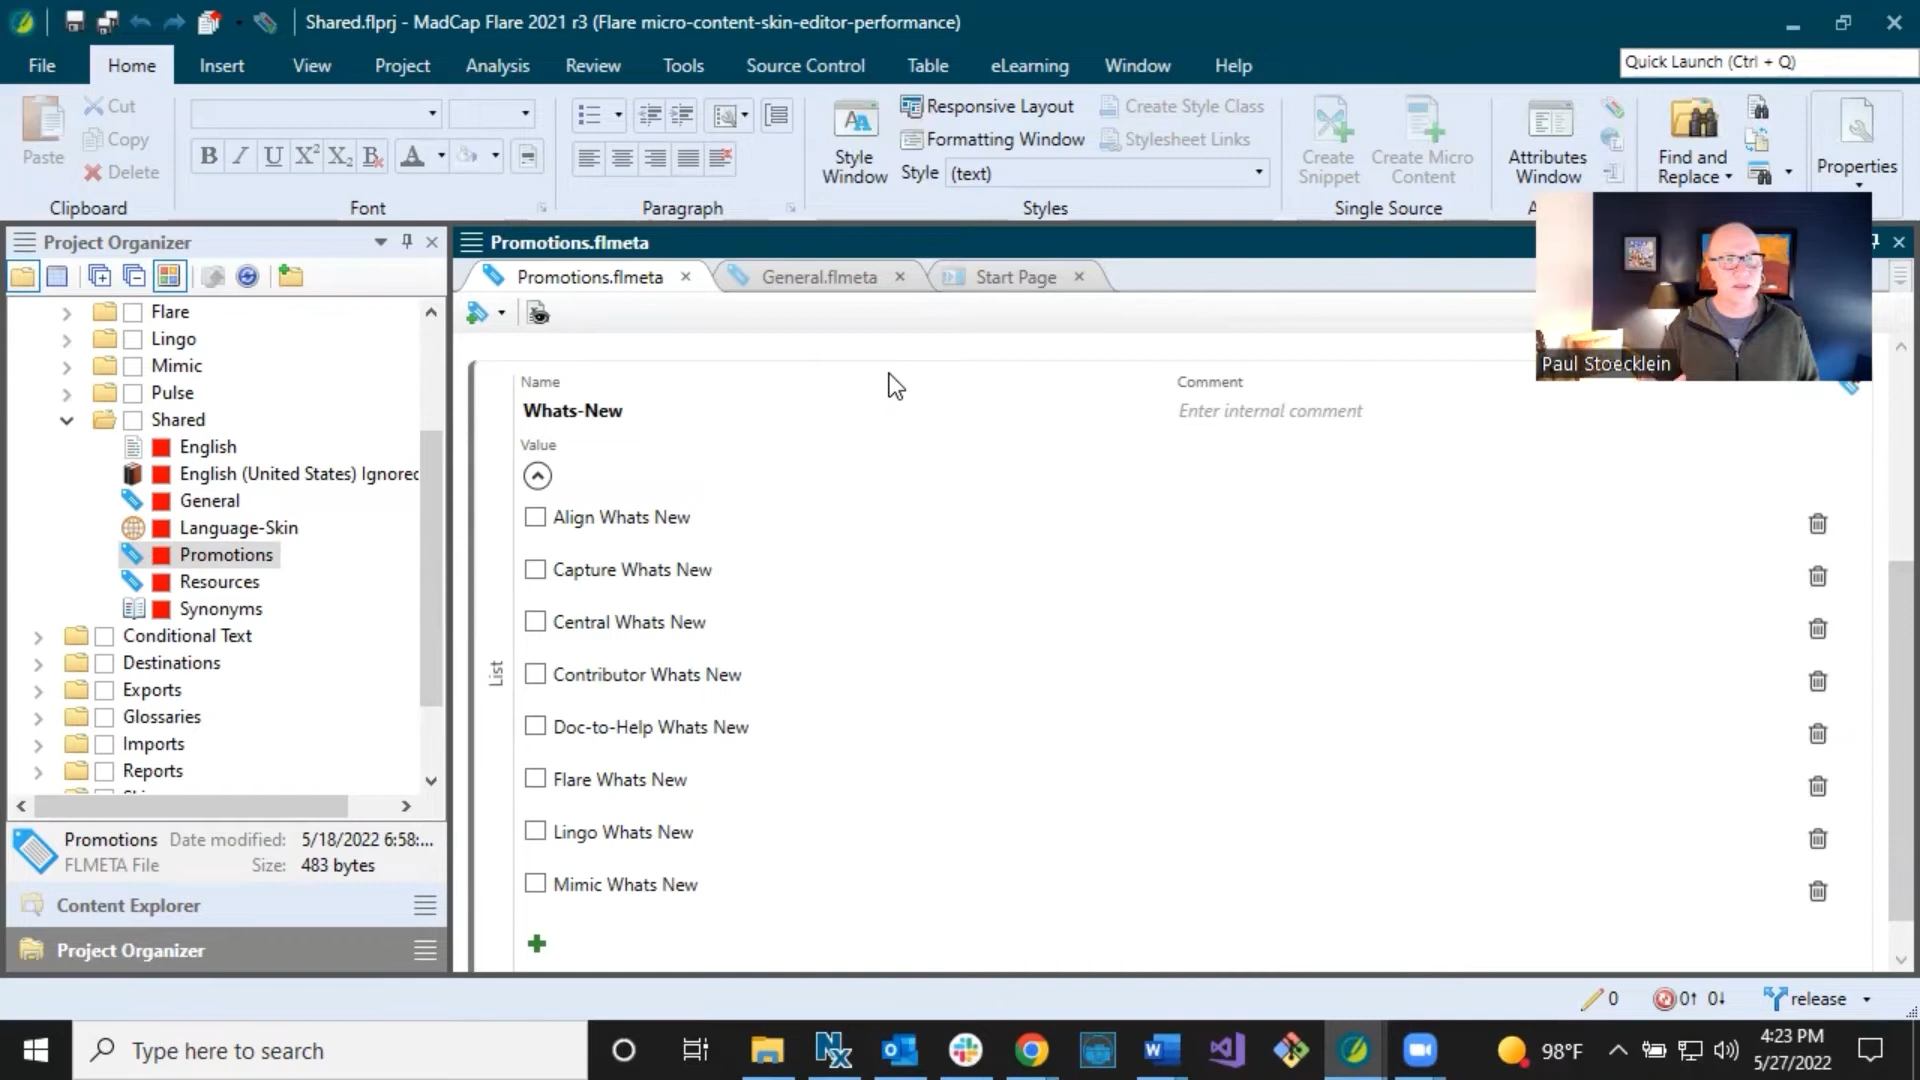 Shared.flprj - MadCap Flare 2021 r3 (Flare micro-content-skin-editor-performance)
File Home Insert View Project Analysis Review Tools Source Control Table eLearning Window Help
Quick Launch (Ctrl + Q)
Paste
Cut
Copy
Delete
Clipboard
B I U X² X₂ B A
Font
Paragraph
Style Window
Responsive Layout
Formatting Window
Style (text)
Create Style Class
Stylesheet Links
Styles
Create Snippet
Create Micro Content
Single Source
Attributes Window
Find and Replace
Properties
Project Organizer
Flare
Lingo
Mimic
Pulse
Shared
English
English (United States) Ignored
General
Language-Skin
Promotions
Resources
Synonyms
Conditional Text
Destinations
Exports
Glossaries
Imports
Reports
Promotions Date modified: 5/18/2022 6:58:...
FLMETA File Size: 483 bytes
Content Explorer
Project Organizer
Promotions.flmeta
Promotions.flmeta General.flmeta Start Page
Paul Stoecklein
Name Comment
Whats-New Enter internal comment
Value
List
Align Whats New
Capture Whats New
Central Whats New
Contributor Whats New
Doc-to-Help Whats New
Flare Whats New
Lingo Whats New
Mimic Whats New
0 0 0 release
Type here to search
98°F
4:23 PM
5/27/2022